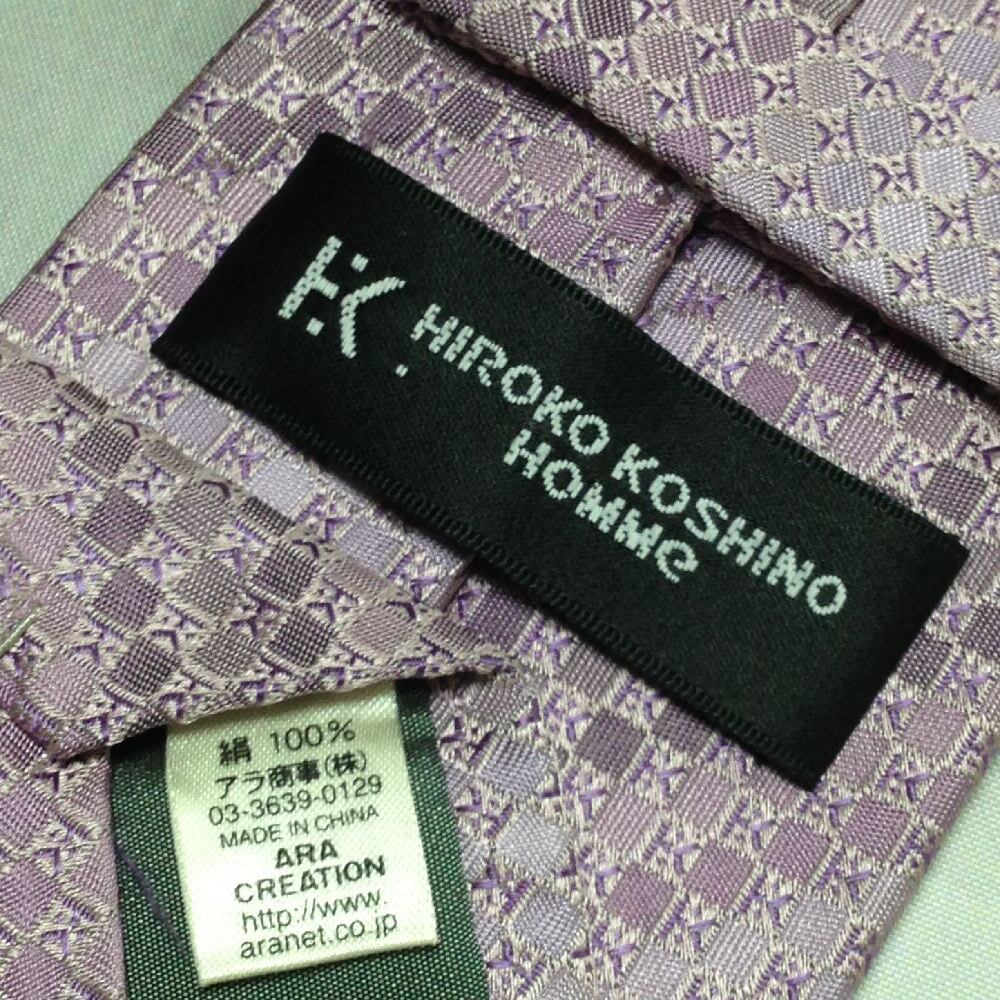 HK.
HIROKO KOSHINO
HOMMe
絹 100%
アラ商事(株)
03-3639-0129
MADE IN CHINA
ARA
CREATION
http://www.
aranet.co.jp